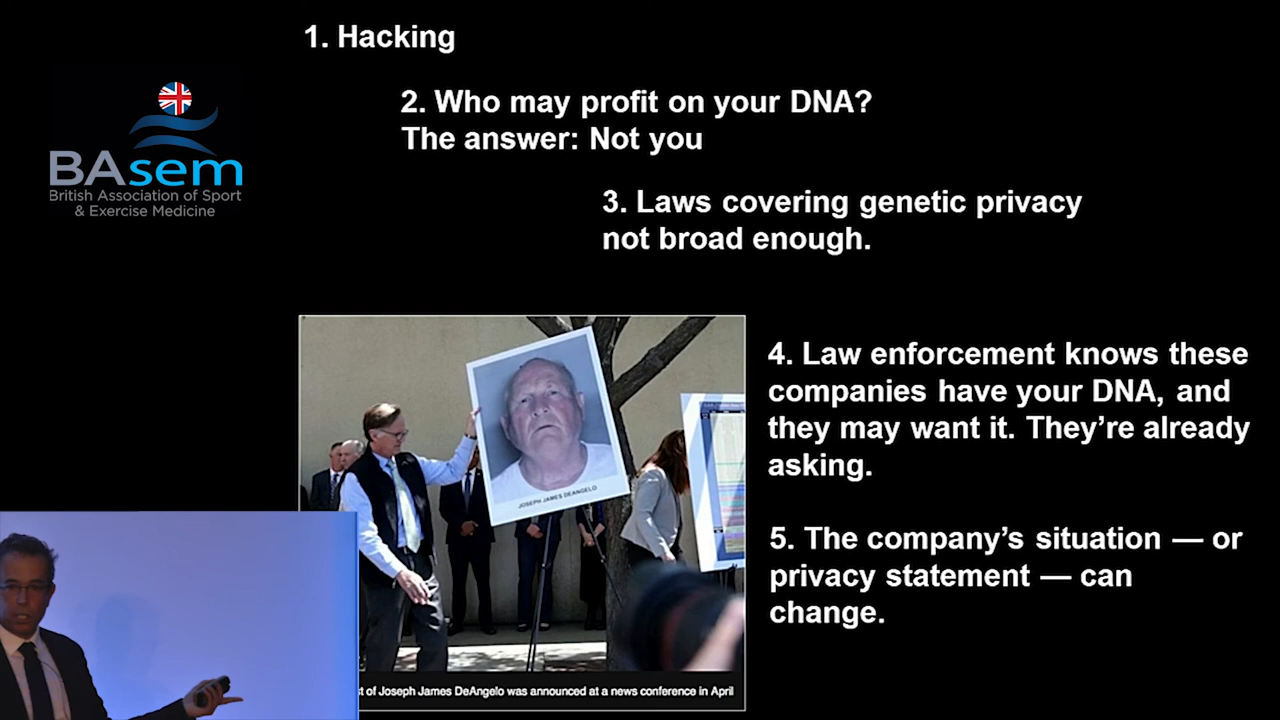 1. Hacking
2. Who may profit on your DNA?
The answer: Not you
BAsem
British Association of Sport
& Exercise Medicine
3. Laws covering genetic privacy
not broad enough.
4. Law enforcement knows these
companies have your DNA, and
they may want it. They’re already
asking.
JOSEPH JAMES DEANGELO
5. The company’s situation — or
privacy statement — can
change.
of Joseph James DeAngelo was announced at a news conference in April